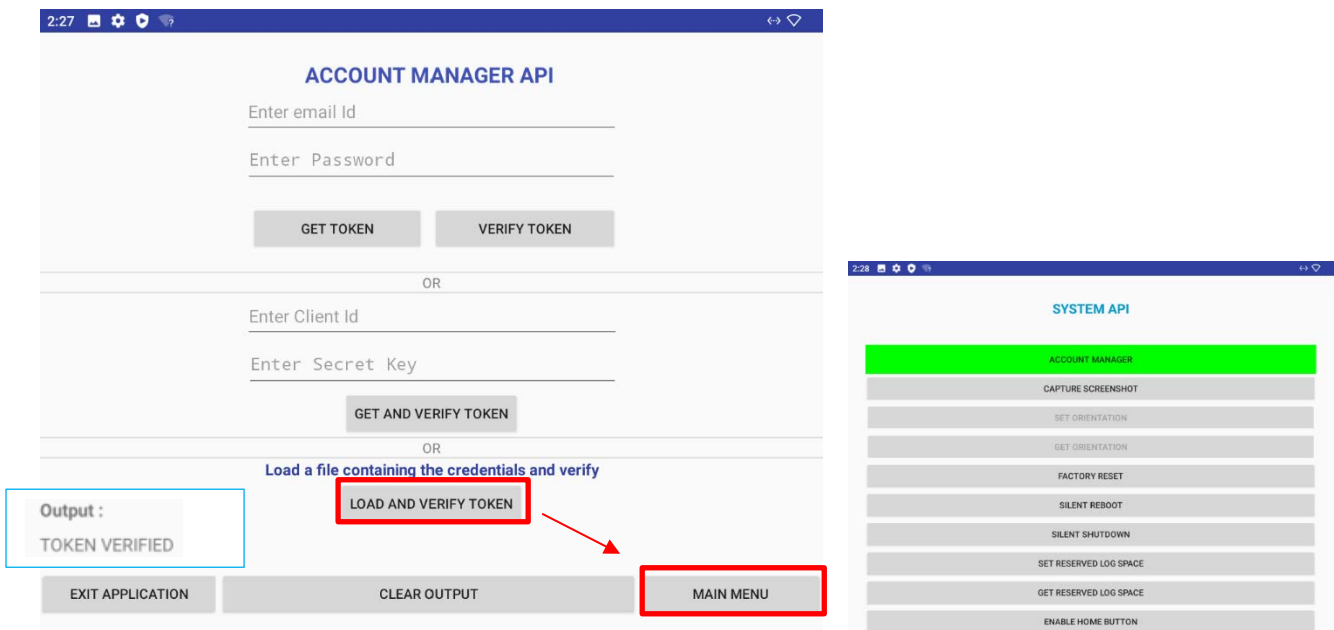 2:27
ACCOUNT MANAGER API
Enter email Id
Enter Password
GET TOKEN
VERIFY TOKEN
OR
Enter Client Id
Enter Secret Key
GET AND VERIFY TOKEN
OR
Load a file containing the credentials and verify
LOAD AND VERIFY TOKEN
Output :
TOKEN VERIFIED
EXIT APPLICATION
CLEAR OUTPUT
MAIN MENU
2:28
SYSTEM API
ACCOUNT MANAGER
CAPTURE SCREENSHOT
SET ORIENTATION
GET ORIENTATION
FACTORY RESET
SILENT REBOOT
SILENT SHUTDOWN
SET RESERVED LOG SPACE
GET RESERVED LOG SPACE
ENABLE HOME BUTTON